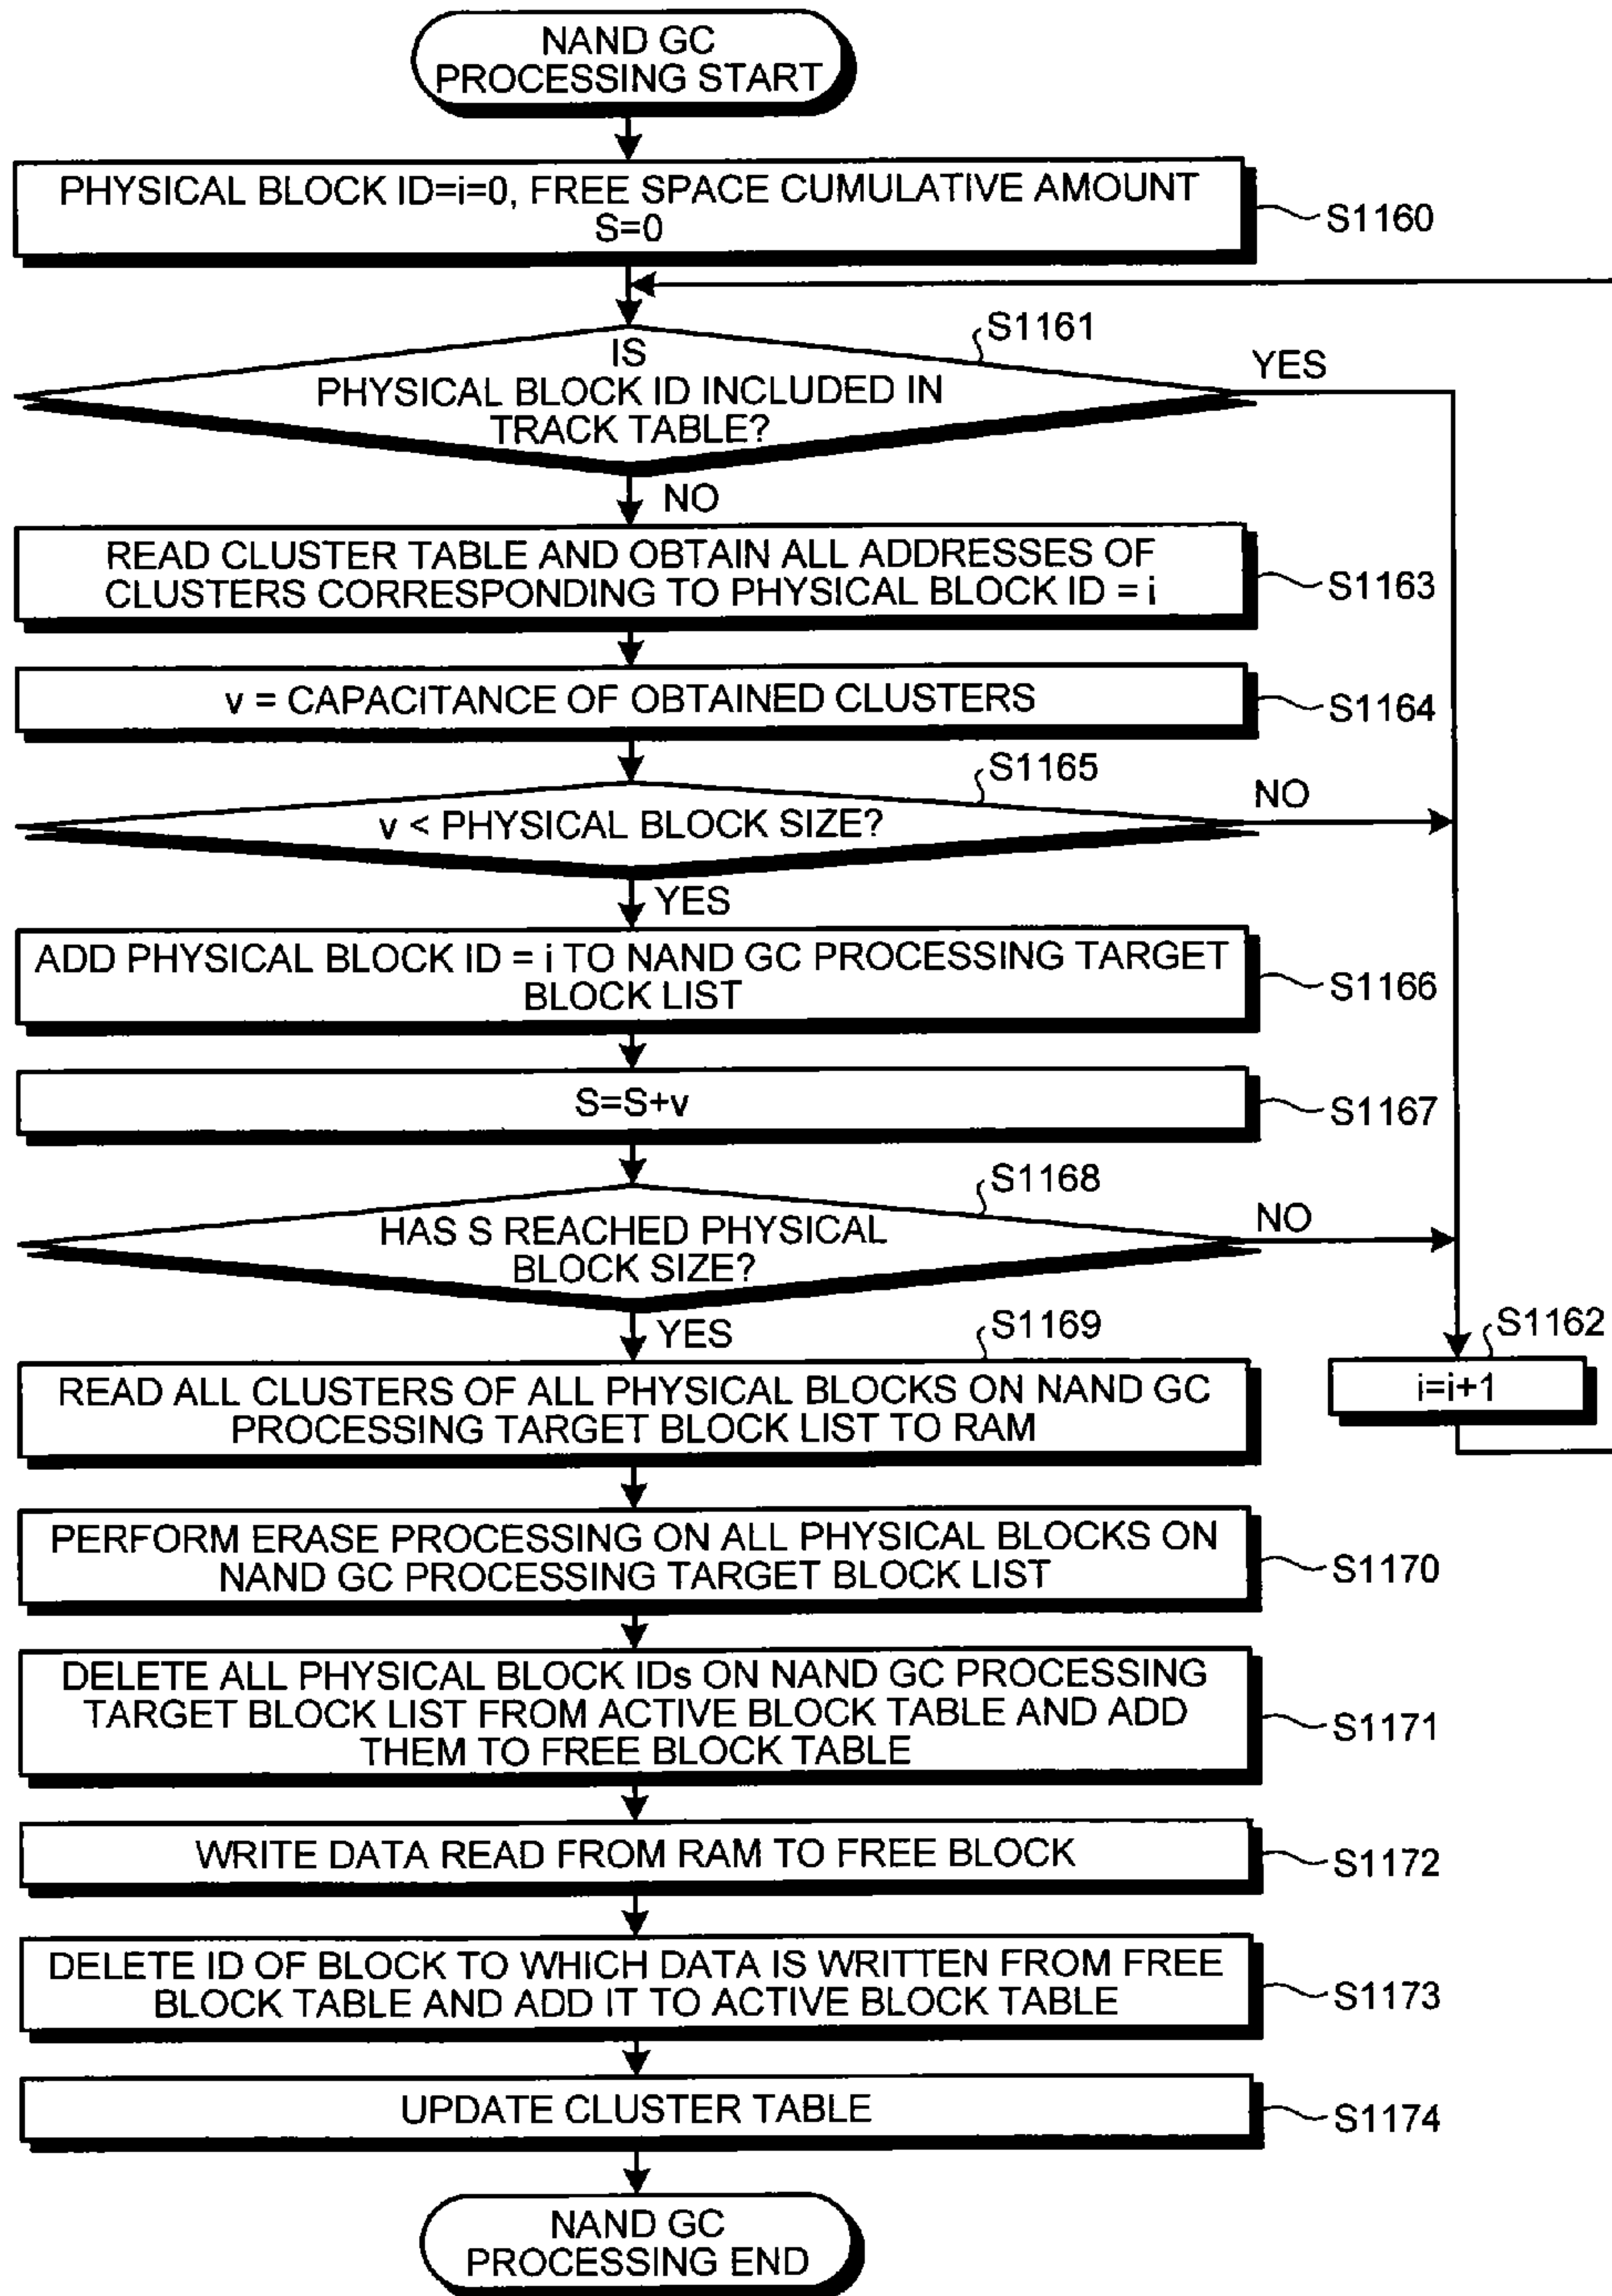 NAND GC
PROCESSING START
PHYSICAL BLOCK ID=i=0, FREE SPACE CUMULATIVE AMOUNT
S=0
S1160
S1161
IS
PHYSICAL BLOCK ID INCLUDED IN
TRACK TABLE?
YES
NO
READ CLUSTER TABLE AND OBTAIN ALL ADDRESSES OF
CLUSTERS CORRESPONDING TO PHYSICAL BLOCK ID = i
S1163
v = CAPACITANCE OF OBTAINED CLUSTERS
S1164
S1165
v < PHYSICAL BLOCK SIZE?
NO
YES
ADD PHYSICAL BLOCK ID = i TO NAND GC PROCESSING TARGET
BLOCK LIST
S1166
S=S+v
S1167
S1168
HAS S REACHED PHYSICAL
BLOCK SIZE?
NO
YES
S1169
S1162
i=i+1
READ ALL CLUSTERS OF ALL PHYSICAL BLOCKS ON NAND GC
PROCESSING TARGET BLOCK LIST TO RAM
PERFORM ERASE PROCESSING ON ALL PHYSICAL BLOCKS ON
NAND GC PROCESSING TARGET BLOCK LIST
S1170
DELETE ALL PHYSICAL BLOCK IDs ON NAND GC PROCESSING
TARGET BLOCK LIST FROM ACTIVE BLOCK TABLE AND ADD
THEM TO FREE BLOCK TABLE
S1171
WRITE DATA READ FROM RAM TO FREE BLOCK
S1172
DELETE ID OF BLOCK TO WHICH DATA IS WRITTEN FROM FREE
BLOCK TABLE AND ADD IT TO ACTIVE BLOCK TABLE
S1173
UPDATE CLUSTER TABLE
S1174
NAND GC
PROCESSING END